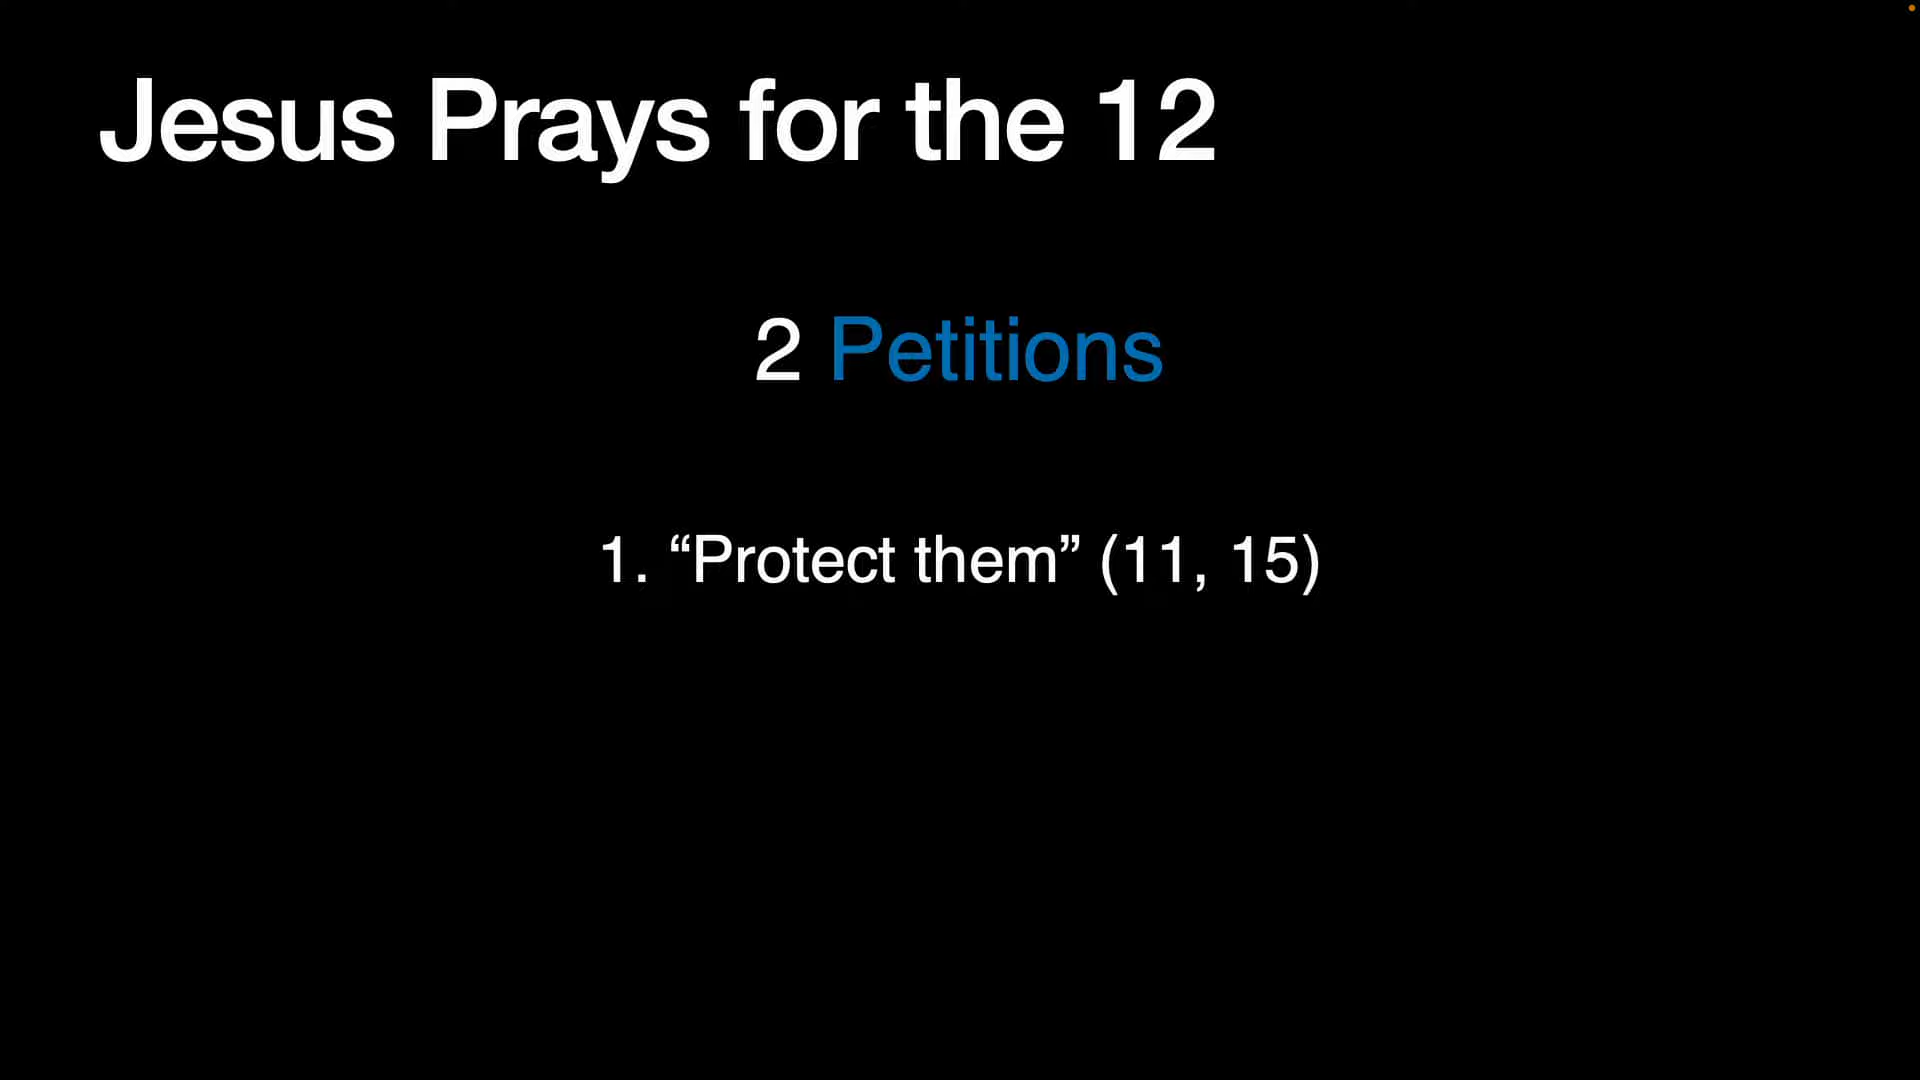 Jesus Prays for the 12
2 Petitions
1. “Protect them” (11, 15)